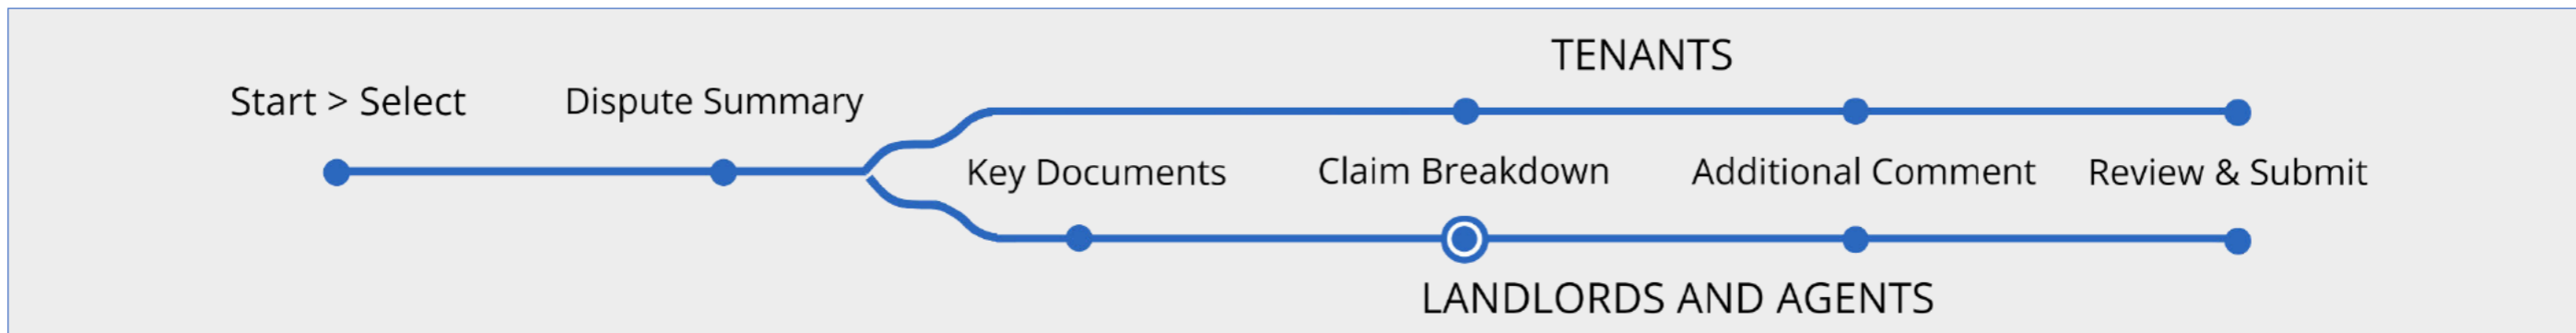 TENANTS
Start > Select
Dispute Summary
Key Documents
Claim Breakdown
Additional Comment
Review & Submit
LANDLORDS AND AGENTS